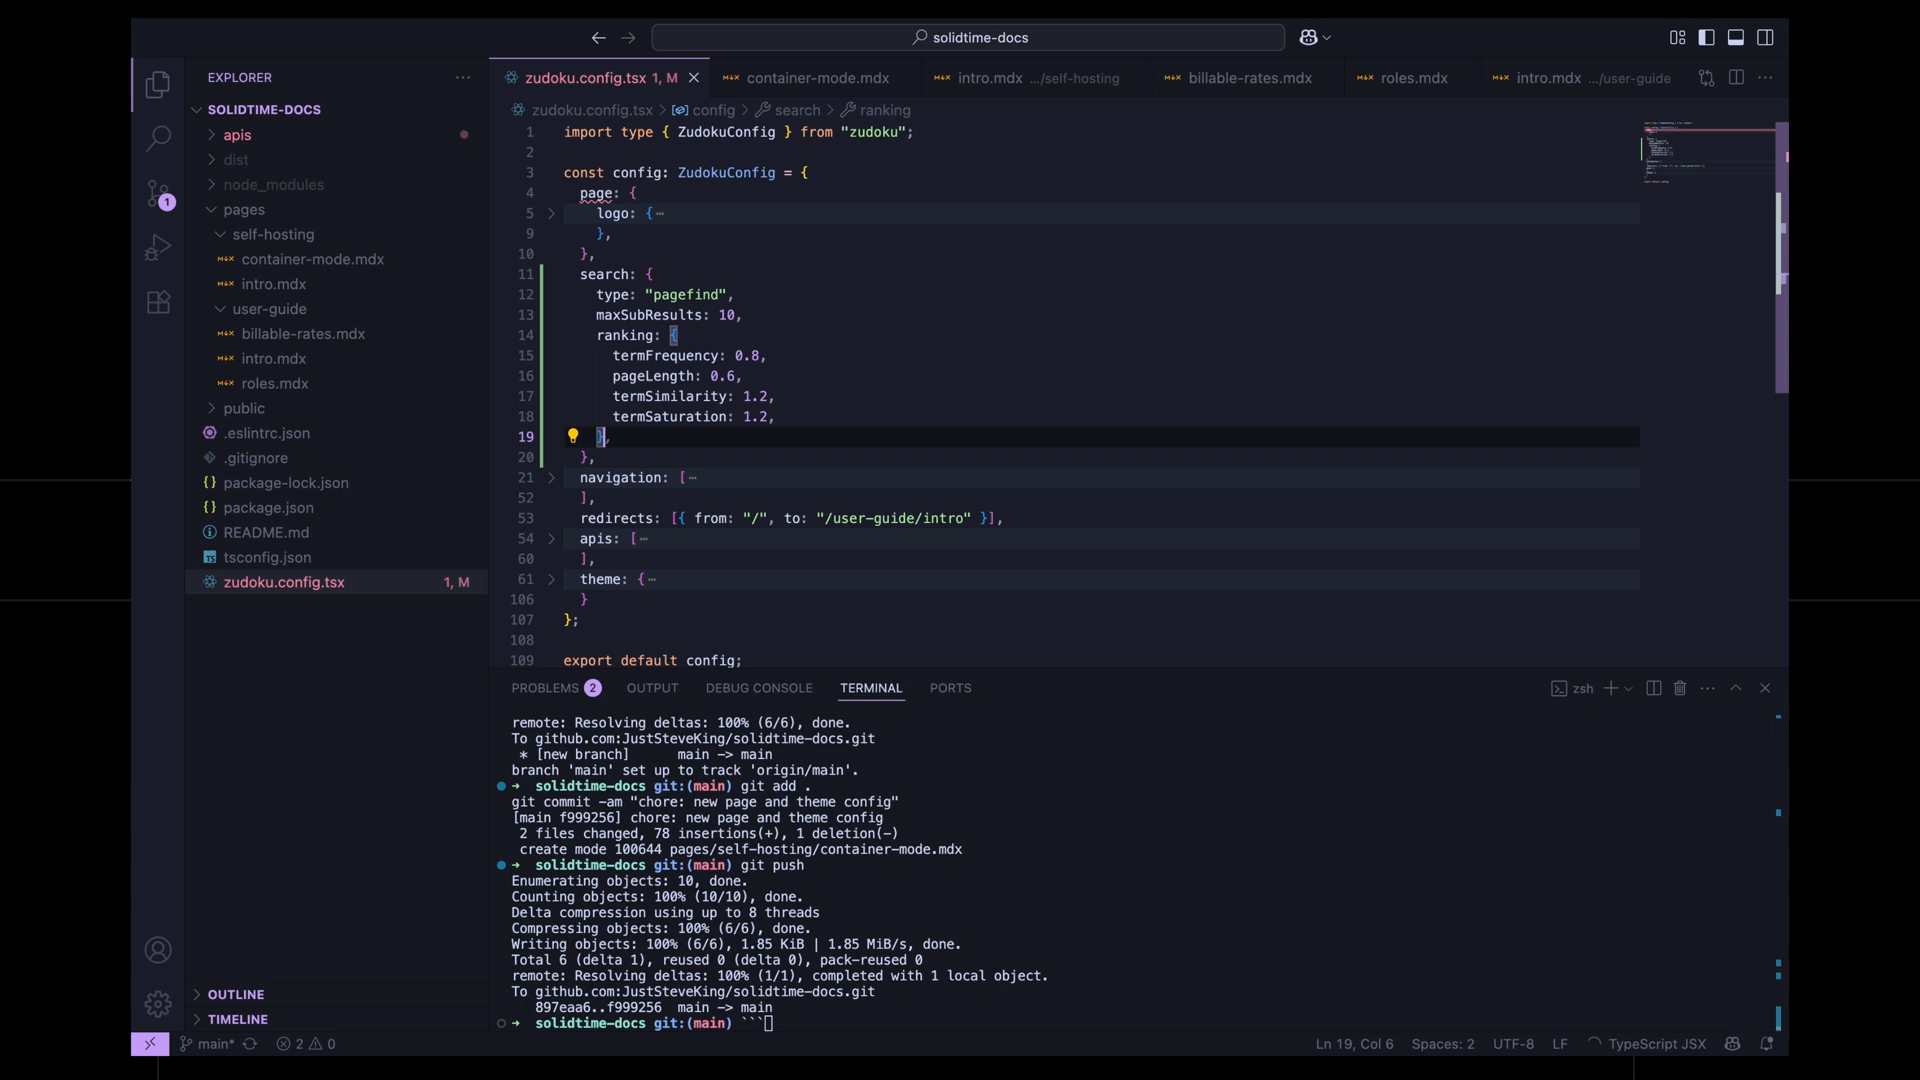 solidtime-docs
EXPLORER
zudoku.config.tsx 1, M
container-mode.mdx
intro.mdx .../self-hosting
billable-rates.mdx
roles.mdx
intro.mdx .../user-guide
SOLIDTIME-DOCS
apis
dist
node_modules
pages
self-hosting
container-mode.mdx
intro.mdx
user-guide
billable-rates.mdx
intro.mdx
roles.mdx
public
.eslintrc.json
.gitignore
package-lock.json
package.json
README.md
tsconfig.json
zudoku.config.tsx 1, M
1
OUTLINE
TIMELINE
zudoku.config.tsx > config > search > ranking
1 import type { ZudokuConfig } from "zudoku";
2
3 const config: ZudokuConfig = {
4 page: {
5 logo: {⋯
9 },
10 },
11 search: {
12 type: "pagefind",
13 maxSubResults: 10,
14 ranking: {
15 termFrequency: 0.8,
16 pageLength: 0.6,
17 termSimilarity: 1.2,
18 termSaturation: 1.2,
19 },
20 },
21 navigation: [⋯
52 ],
53 redirects: [{ from: "/", to: "/user-guide/intro" }],
54 apis: [⋯
60 ],
61 theme: {⋯
106 }
107 };
108
109 export default config;
PROBLEMS 2 OUTPUT DEBUG CONSOLE TERMINAL PORTS
zsh
remote: Resolving deltas: 100% (6/6), done.
To github.com:JustSteveKing/solidtime-docs.git
* [new branch] main -> main
branch 'main' set up to track 'origin/main'.
➜ solidtime-docs git:(main) git add .
git commit -am "chore: new page and theme config"
[main f999256] chore: new page and theme config
2 files changed, 78 insertions(+), 1 deletion(-)
create mode 100644 pages/self-hosting/container-mode.mdx
➜ solidtime-docs git:(main) git push
Enumerating objects: 10, done.
Counting objects: 100% (10/10), done.
Delta compression using up to 8 threads
Compressing objects: 100% (6/6), done.
Writing objects: 100% (6/6), 1.85 KiB | 1.85 MiB/s, done.
Total 6 (delta 1), reused 0 (delta 0), pack-reused 0
remote: Resolving deltas: 100% (1/1), completed with 1 local object.
To github.com:JustSteveKing/solidtime-docs.git
897eaa6..f999256 main -> main
➜ solidtime-docs git:(main) ```
main* 2 0
Ln 19, Col 6 Spaces: 2 UTF-8 LF TypeScript JSX